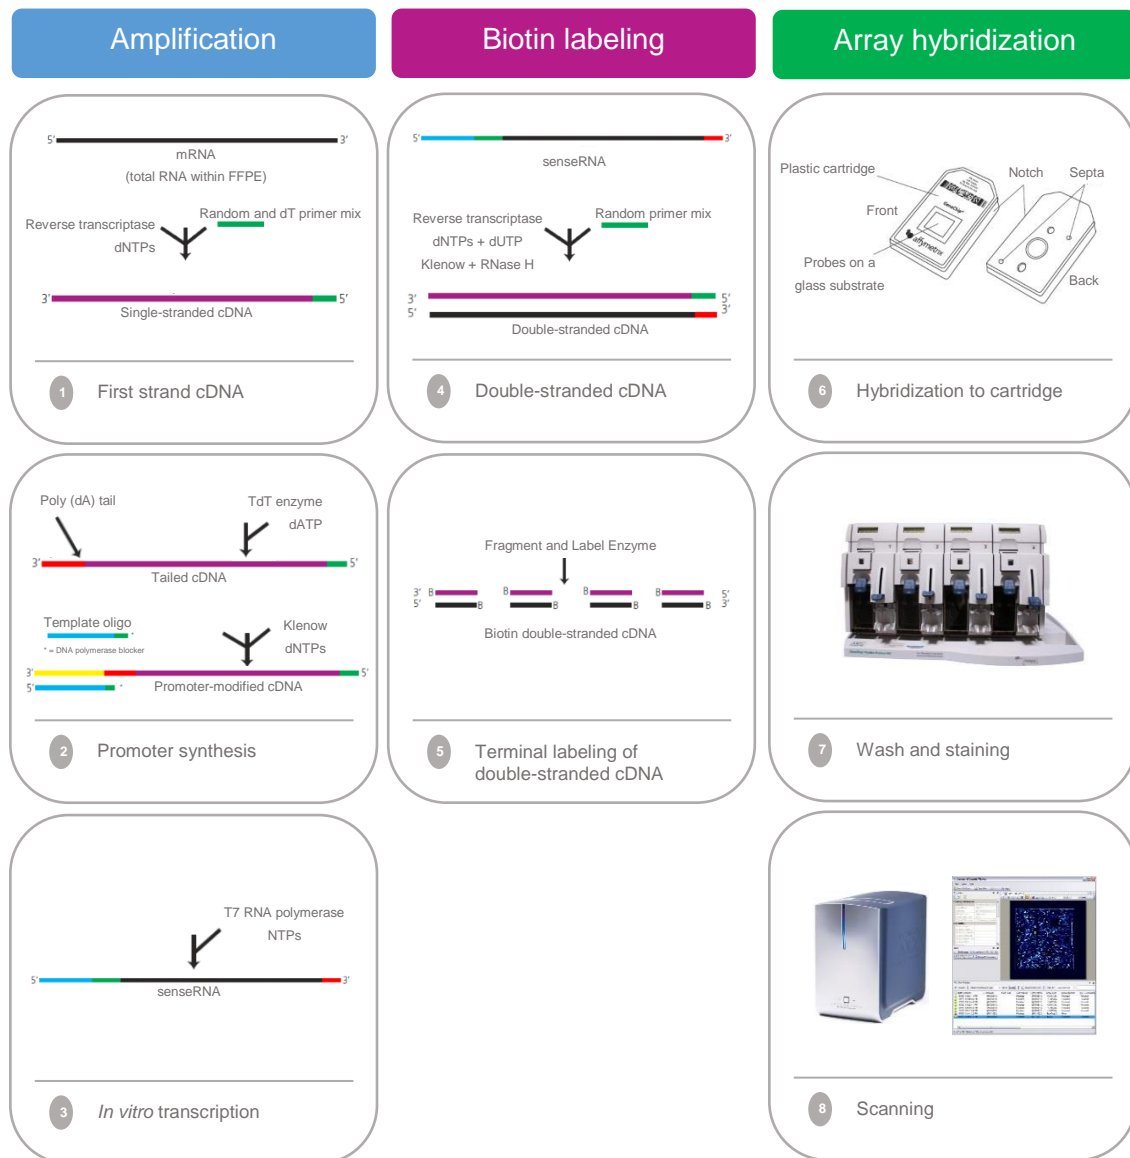 Amplification
Biotin labeling
Array hybridization
5'
3'
mRNA
(total RNA within FFPE)
Reverse transcriptase
dNTPs
Random and dT primer mix
3'
5'
Single-stranded cDNA
1
First strand cDNA
Poly (dA) tail
TdT enzyme
dATP
3'
5'
Tailed cDNA
Template oligo
*
* = DNA polymerase blocker
Klenow
dNTPs
5'
Promoter-modified cDNA
5'
*
2
Promoter synthesis
T7 RNA polymerase
NTPs
5'
3'
senseRNA
3
In vitro transcription
5'
3'
senseRNA
Reverse transcriptase
dNTPs + dUTP
Klenow + RNase H
Random primer mix
3'
5'
5'
3'
Double-stranded cDNA
4
Double-stranded cDNA
Fragment and Label Enzyme
3' B B B B 5'
5' B B B B 3'
Biotin double-stranded cDNA
5
Terminal labeling of
double-stranded cDNA
Plastic cartridge
Notch
Septa
Front
GeneChip
affymetrix
Probes on a
glass substrate
Back
6
Hybridization to cartridge
7
Wash and staining
8
Scanning